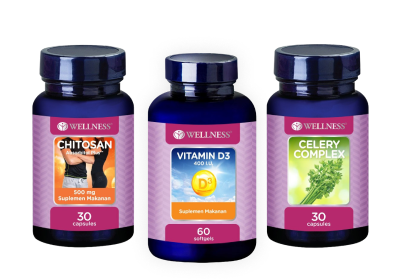 WELLNESS
CHITOSAN
500 mg
Suplemen Makanan
30
capsules
WELLNESS
VITAMIN D3
400 I.U.
D3
Suplemen Makanan
60
softgels
WELLNESS
CELERY
COMPLEX
30
capsules